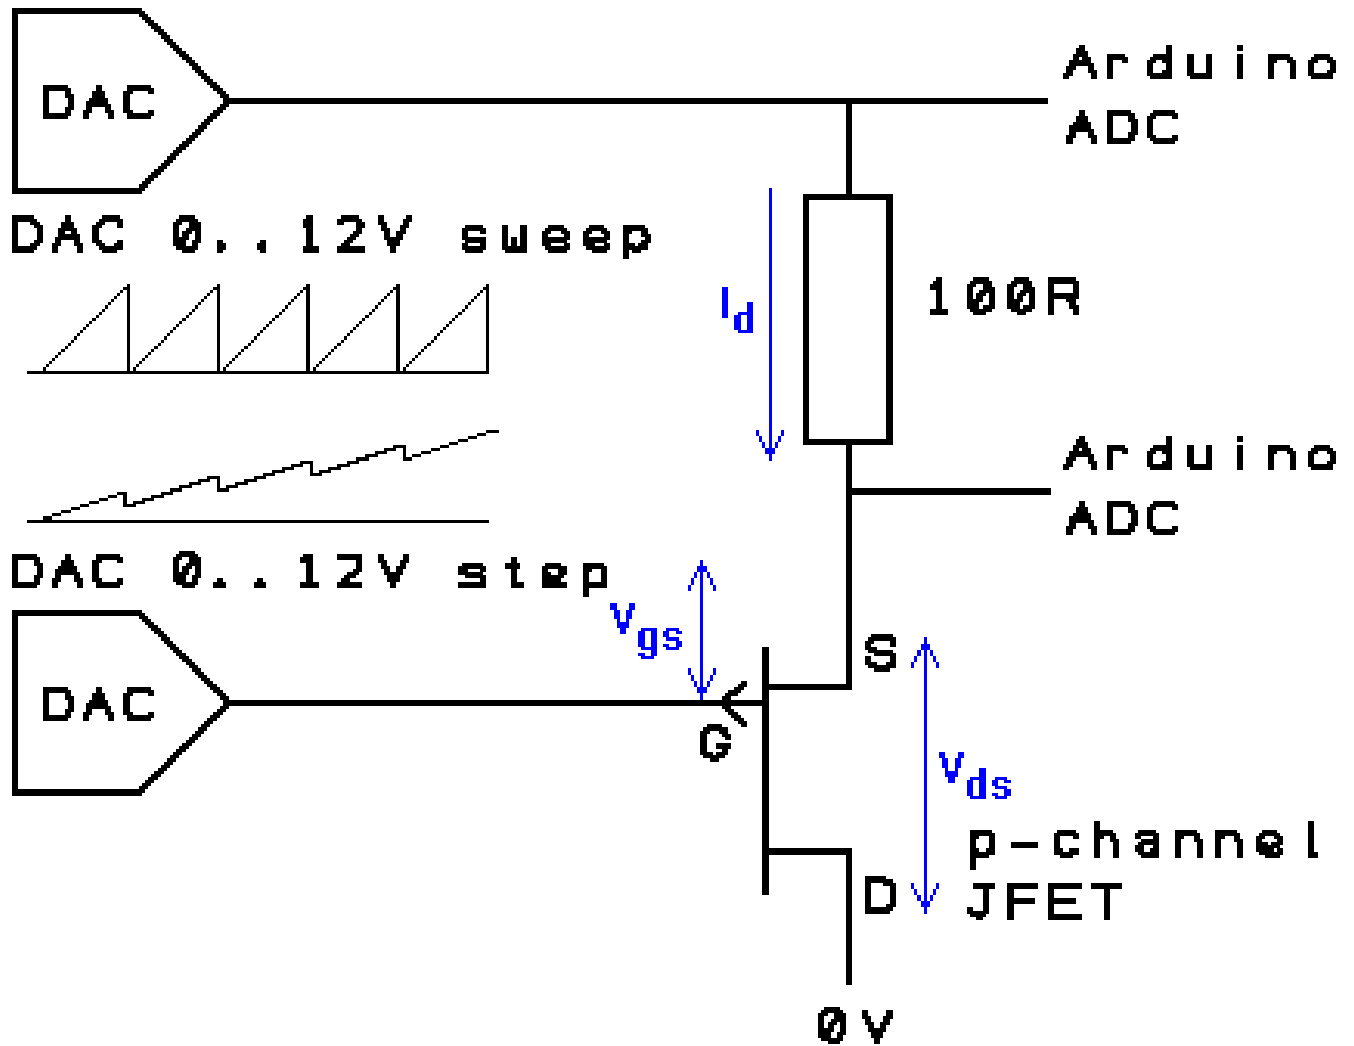 Arduino
ADC
DAC
DAC 0..12V sweep
Id
100R
Arduino
ADC
DAC 0..12V step
Vgs
S
DAC
G
Vds
p-channel
D
JFET
0V